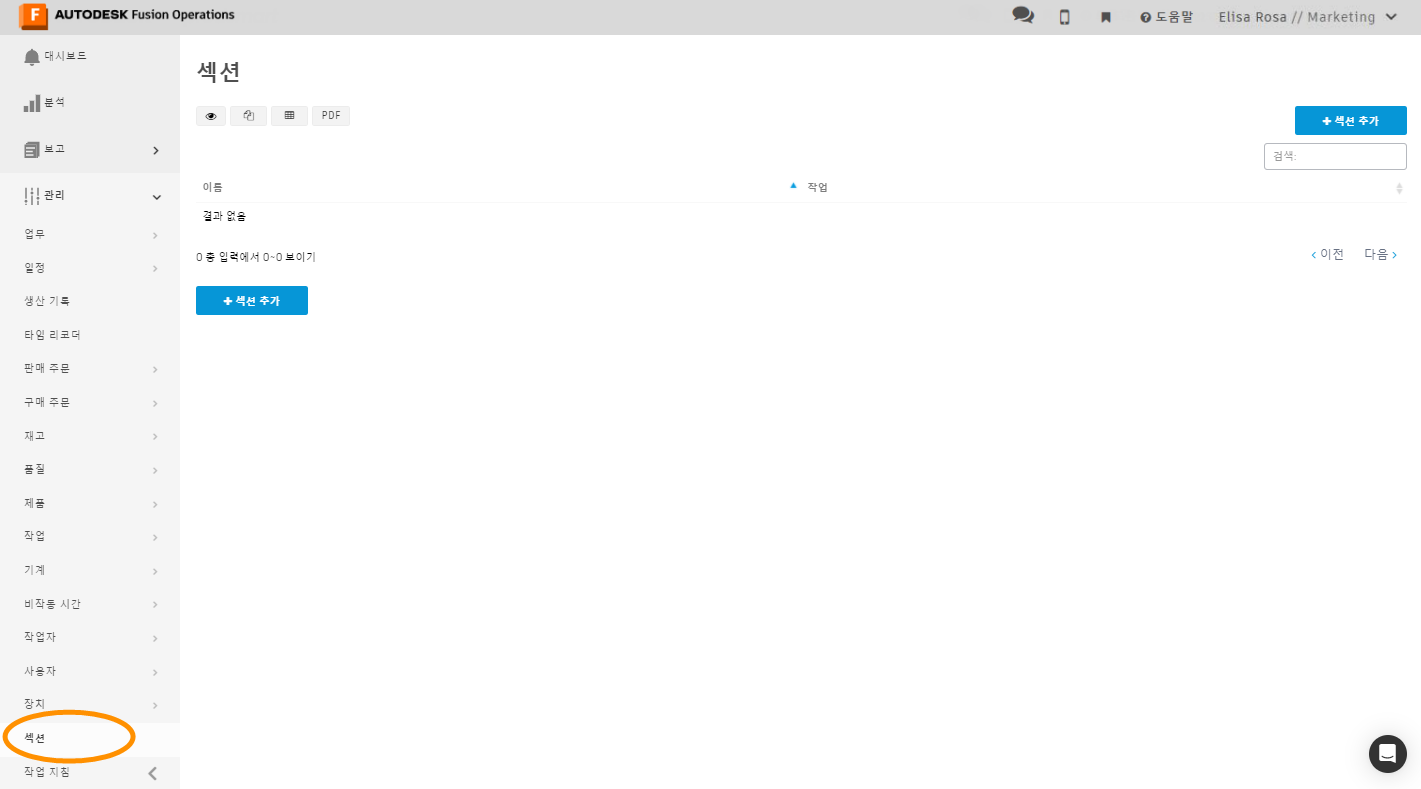 AUTODESK Fusion Operations
도움말
Elisa Rosa // Marketing
대시보드
분석
보고
관리
업무
일정
생산 기록
타임 리코더
판매 주문
구매 주문
재고
품질
제품
작업
기계
비작동 시간
작업자
사용자
장치
섹션
작업 지침
섹션
PDF
섹션 추가
검색:
이름 작업
결과 없음
0 총 입력에서 0~0 보이기
이전 다음
섹션 추가